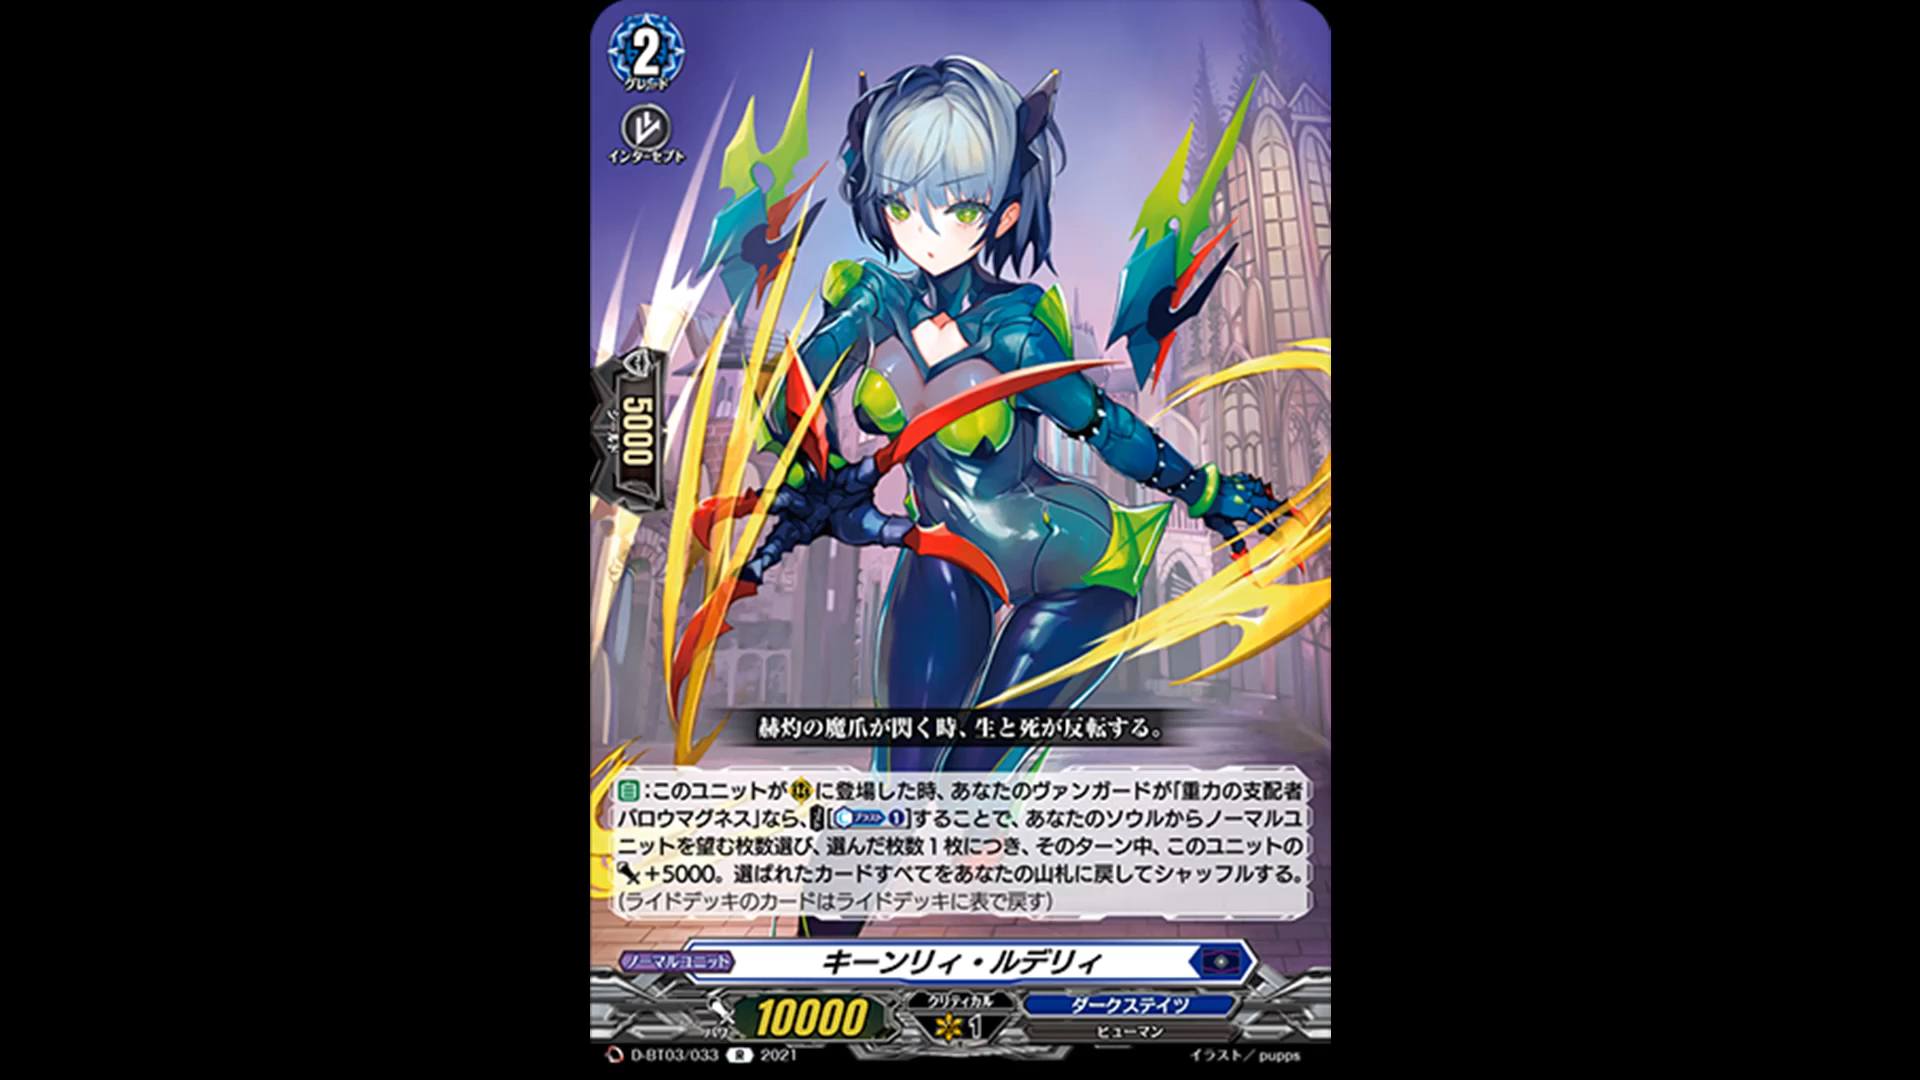 2
グレード
インターセプト
5000
シールド
赫灼の魔爪が閃く時、生と死が反転する。
自:このユニットがRに登場した時、あなたのヴァンガードが「重力の支配者
バロウマグネス」なら、[ブラスト1]することで、あなたのソウルからノーマルユ
ニットを望む枚数選び、選んだ枚数1枚につき、そのターン中、このユニットの
+5000。選ばれたカードすべてをあなたの山札に戻してシャッフルする。
(ライドデッキのカードはライドデッキに表で戻す)
ノーマルユニット
キーンリィ・ルデリィ
パワー
10000
クリティカル
1
ダークステイツ
ヒューマン
D-BT03/033 R 2021
イラスト/pupps